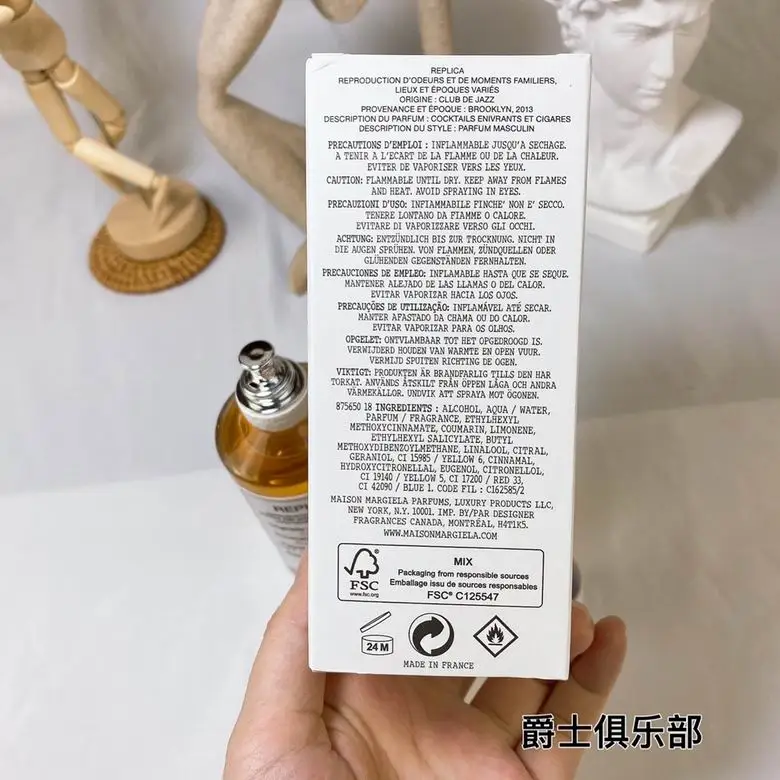 REPLICA
REPRODUCTION D'ODEURS ET DE MOMENTS FAMILIERS,
LIEUX ET ÉPOQUES VARIÉS
ORIGINE : CLUB DE JAZZ
PROVENANCE ET ÉPOQUE : BROOKLYN, 2013
DESCRIPTION DU PARFUM : COCKTAILS ENIVRANTS ET CIGARES
DESCRIPTION DU STYLE : PARFUM MASCULIN
PRECAUTIONS D'EMPLOI : INFLAMMABLE JUSQU'A SECHAGE.
A TENIR A L'ECART DE LA FLAMME OU DE LA CHALEUR.
EVITER DE VAPORISER VERS LES YEUX.
CAUTION: FLAMMABLE UNTIL DRY. KEEP AWAY FROM FLAMES
AND HEAT. AVOID SPRAYING IN EYES.
PRECAUZIONI D'USO: INFIAMMABILE FINCHE' NON E' SECCO.
TENERE LONTANO DA FIAMME O CALORE.
EVITARE DI VAPORIZZARE VERSO GLI OCCHI.
ACHTUNG: ENTZÜNDLICH BIS ZUR TROCKNUNG. NICHT IN
DIE AUGEN SPRÜHEN. VON FLAMMEN, ZÜNDQUELLEN ODER
GLÜHENDEN GEGENSTÄNDEN FERNHALTEN.
PRECAUCIONES DE EMPLEO: INFLAMABLE HASTA QUE SE SEQUE.
MANTENER ALEJADO DE LAS LLAMAS O DEL CALOR.
EVITAR VAPORIZAR HACIA LOS OJOS.
PRECAUÇÕES DE UTILIZAÇÃO: INFLAMÁVEL ATÉ SECAR.
MANTER AFASTADO DA CHAMA OU DO CALOR.
EVITAR VAPORIZAR PARA OS OLHOS.
OPGELET: ONTVLAMBAAR TOT HET OPGEDROOGD IS.
VERWIJDERD HOUDEN VAN WARMTE EN OPEN VUUR.
VERMIJD SPUITEN RICHTING DE OGEN.
VIKTIGT: PRODUKTEN ÄR BRANDFARLIG TILLS DEN HAR
TORKAT. ANVÄNDS ÅTSKILT FRÅN ÖPPEN LÅGA OCH ANDRA
VÄRMEKÄLLOR. UNDVIK ATT SPRAYA MOT ÖGONEN.
875650 18 INGREDIENTS : ALCOHOL, AQUA / WATER,
PARFUM / FRAGRANCE, ETHYLHEXYL
METHOXYCINNAMATE, COUMARIN, LIMONENE,
ETHYLHEXYL SALICYLATE, BUTYL
METHOXYDIBENZOYLMETHANE, LINALOOL, CITRAL,
GERANIOL, CI 15985 / YELLOW 6, CINNAMAL,
HYDROXYCITRONELLAL, EUGENOL, CITRONELLOL,
CI 19140 / YELLOW 5, CI 17200 / RED 33,
CI 42090 / BLUE 1. CODE FIL : C162585/2
MAISON MARGIELA PARFUMS, LUXURY PRODUCTS LLC,
NEW YORK, N.Y. 10001. IMP. BY/PAR DESIGNER
FRAGRANCES CANADA, MONTRÉAL, H4T1K5.
WWW.MAISONMARGIELA.COM
FSC
www.fsc.org
MIX
Packaging from responsible sources
Emballage issu de sources responsables
FSC® C125547
24 M
MADE IN FRANCE
爵士俱乐部